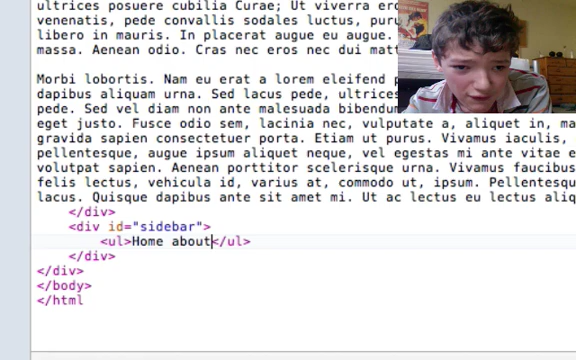 ultrices posuere cubilia Curae; Ut viverra
venenatis, pede convallis sodales luctus,
libero in mauris. In placerat augue eu augue.
massa. Aenean odio. Cras nec eros nec dui
Morbi lobortis. Nam eu erat a lorem eleifend
dapibus aliquam urna. Sed lacus pede, ultrices
pede. Sed vel diam non ante malesuada
eget justo. Fusce odio sem, lacinia nec, vulputate a, aliquet in,
gravida sapien consectetuer porta. Etiam ut purus. Vivamus iaculis,
pellentesque, augue ipsum aliquet neque, vel egestas mi ante vitae
volutpat sapien. Aenean porttitor scelerisque urna. Vivamus faucibus
felis lectus, vehicula id, varius at, commodo ut, ipsum.
lacus. Quisque dapibus ante sit amet mi. Ut ac lectus eu lectus
</div>
<div id="sidebar">
<ul>Home about</ul>
</div>
</div>
</body>
</html